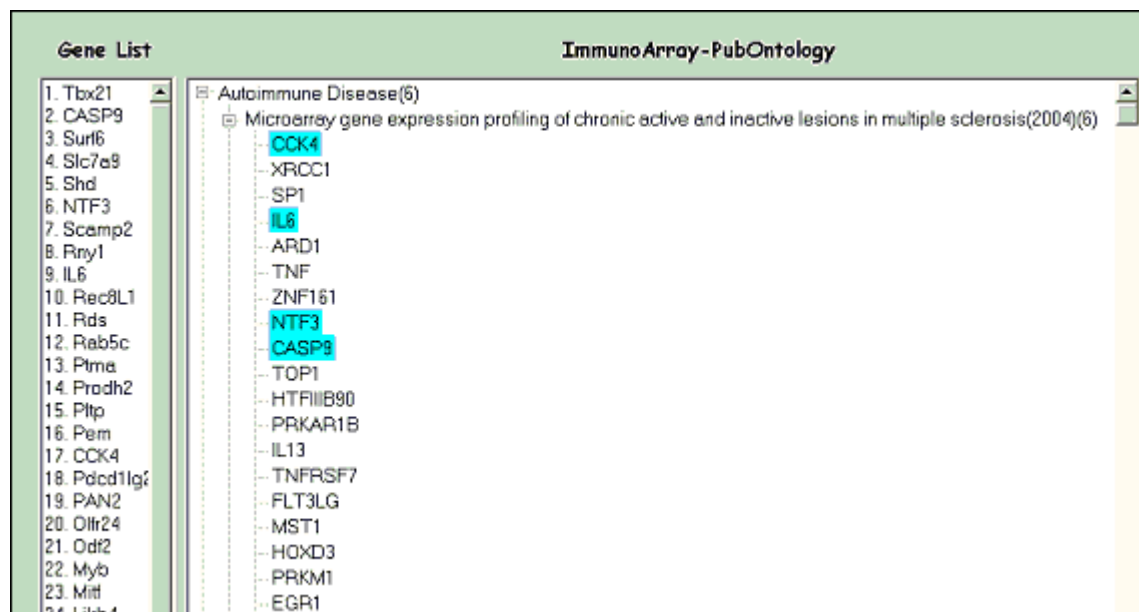 Gene List
1. Tbx21
2. CASP9
3. Surf6
4. Slc7a9
5. Shd
6. NTF3
7. Scamp2
8. Rny1
9. IL6
10. Rec8L1
11. Rds
12. Rab5c
13. Ptma
14. Prodh2
15. Pltp
16. Pem
17. CCK4
18. Pdcd1lg2
19. PAN2
20. Olfr24
21. Odf2
22. Myb
23. Mitf
ImmunoArray-PubOntology
Autoimmune Disease(6)
Microarray gene expression profiling of chronic active and inactive lesions in multiple sclerosis(2004)(6)
CCK4
XRCC1
SP1
IL6
ARD1
TNF
ZNF161
NTF3
CASP9
TOP1
HTFIIIB90
PRKAR1B
IL13
TNFRSF7
FLT3LG
MST1
HOXD3
PRKM1
EGR1